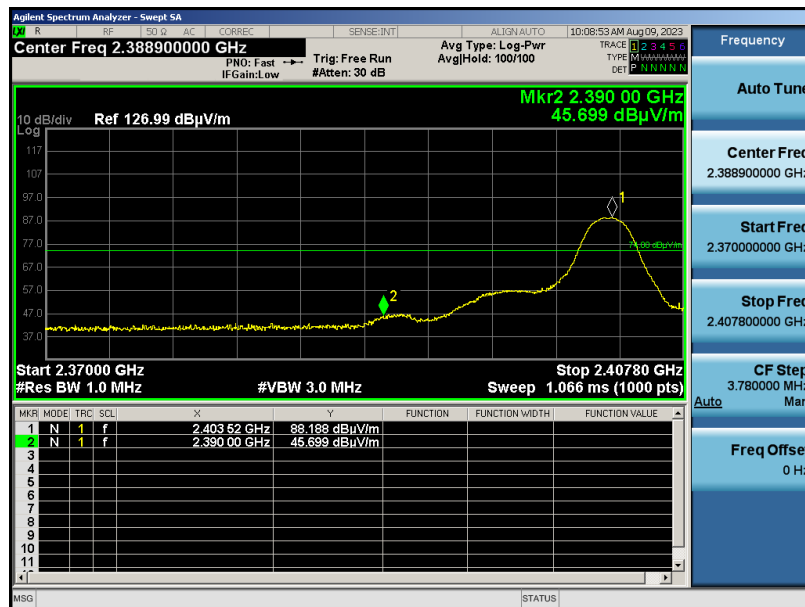 Agilent Spectrum Analyzer - Swept SA
LXI R RF 50 Ω AC CORREC SENSE:INT ALIGN AUTO 10:08:53 AM Aug 09, 2023
Center Freq 2.388900000 GHz
PNO: Fast
IFGain:Low
Trig: Free Run
#Atten: 30 dB
Avg Type: Log-Pwr
Avg|Hold: 100/100
TRACE 1 2 3 4 5 6
TYPE M
DET P N N N N N
Mkr2 2.390 00 GHz
45.699 dBµV/m
10 dB/div Ref 126.99 dBµV/m
Log
117
107
97.0
87.0
77.0
67.0
57.0
47.0
37.0
1
74.00 dBµV/m
2
Start 2.37000 GHz Stop 2.40780 GHz
#Res BW 1.0 MHz #VBW 3.0 MHz Sweep 1.066 ms (1000 pts)
MKR MODE TRC SCL X Y FUNCTION FUNCTION WIDTH FUNCTION VALUE
1 N 1 f 2.403 52 GHz 88.188 dBµV/m
2 N 1 f 2.390 00 GHz 45.699 dBµV/m
3
4
5
6
7
8
9
10
11
MSG STATUS
Frequency
Auto Tune
Center Freq
2.388900000 GHz
Start Freq
2.370000000 GHz
Stop Freq
2.407800000 GHz
CF Step
3.780000 MHz
Auto Man
Freq Offset
0 Hz